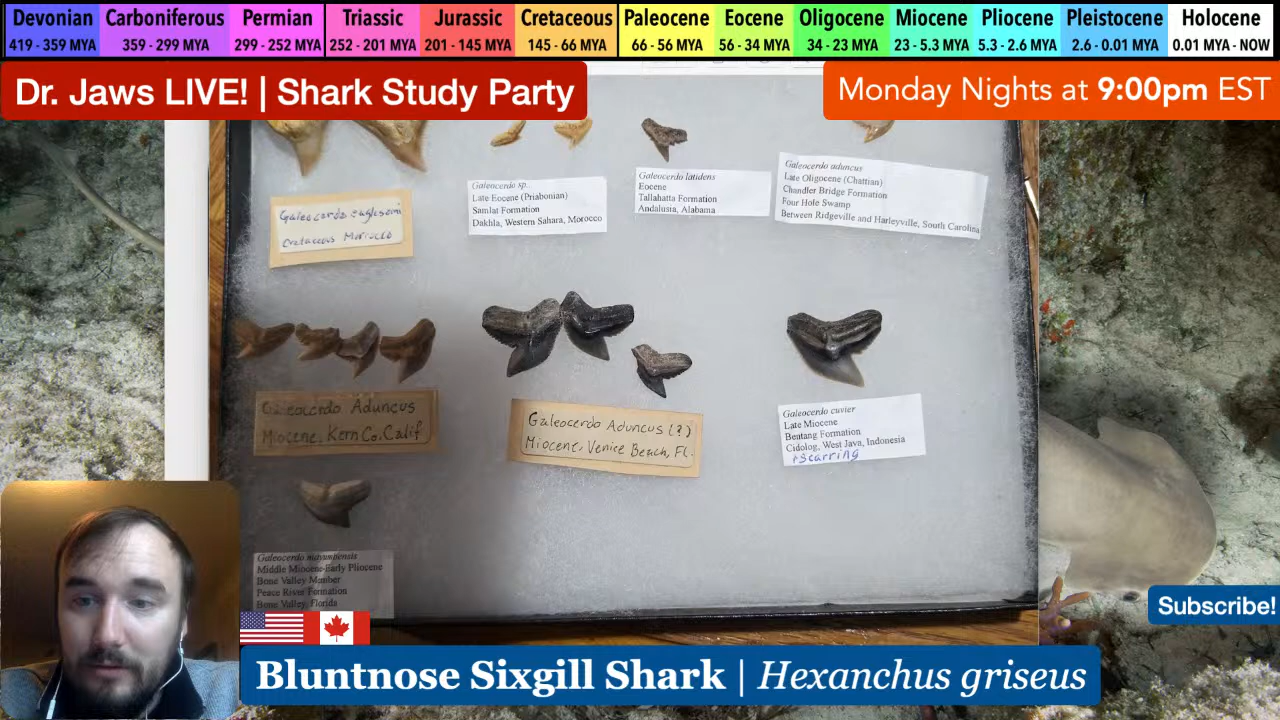 Devonian Carboniferous Permian Triassic Jurassic Cretaceous Paleocene Eocene Oligocene Miocene Pliocene Pleistocene Holocene
419 - 359 MYA 359 - 299 MYA 299 - 252 MYA 252 - 201 MYA 201 - 145 MYA 145 - 66 MYA 66 - 56 MYA 56 - 34 MYA 34 - 23 MYA 23 - 5.3 MYA 5.3 - 2.6 MYA 2.6 - 0.01 MYA 0.01 MYA - NOW
Dr. Jaws LIVE! | Shark Study Party
Monday Nights at 9:00pm EST
Galeocerdo
Cretaceous Morocco
Galeocerdo sp.
Late Eocene (Priabonian)
Samlat Formation
Dakhla, Western Sahara, Morocco
Galeocerdo latidens
Eocene
Tallahatta Formation
Andalusia, Alabama
Galeocerdo aduncus
Late Oligocene (Chattian)
Chandler Bridge Formation
Four Hole Swamp
Between Ridgeville and Harleyville, South Carolina
Galeocerdo Aduncus
Miocene, Kern Co. Calif
Galeocerdo Aduncus (?)
Miocene, Venice Beach, FL.
Galeocerdo cuvier
Late Miocene
Bentang Formation
Cidolog, West Java, Indonesia
Galeocerdo mayumbensis
Middle Miocene-Early Pliocene
Bone Valley Member
Peace River Formation
Bone Valley, Florida
Subscribe!
Bluntnose Sixgill Shark | Hexanchus griseus